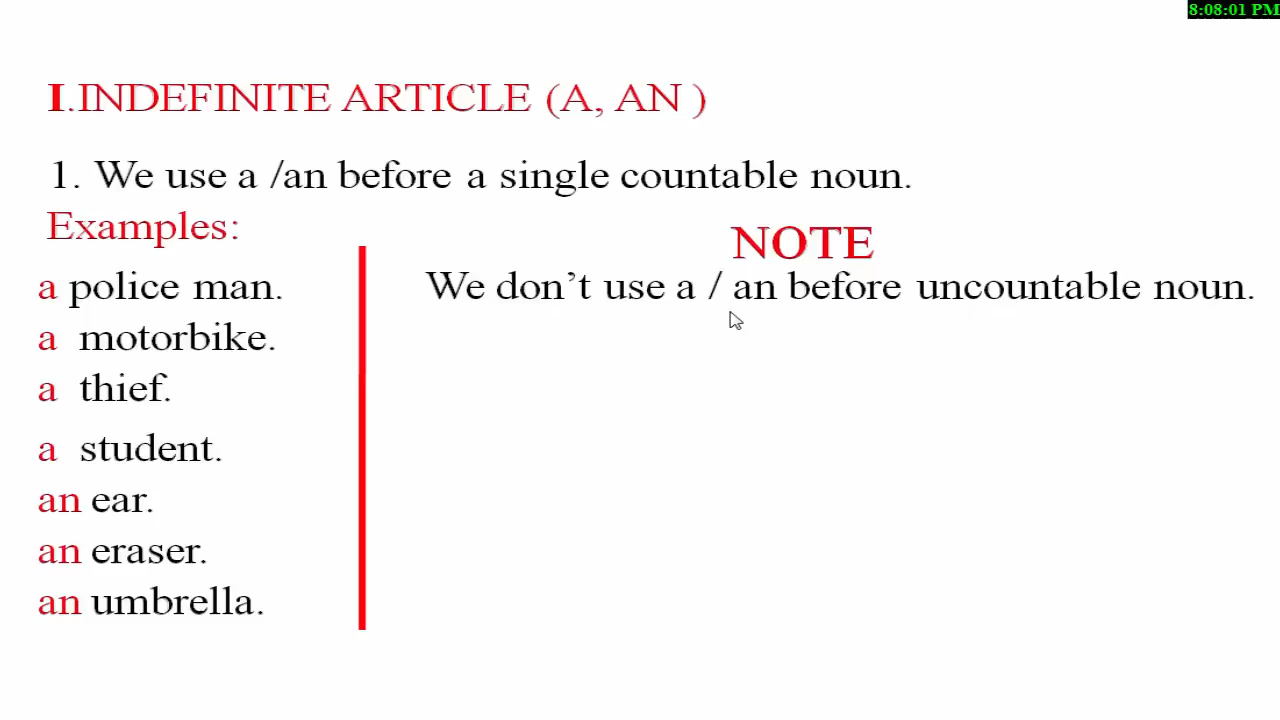 8:08:01 PM
I.INDEFINITE ARTICLE (A, AN )
1. We use a /an before a single countable noun.
Examples:
a police man.
a motorbike.
a thief.
a student.
an ear.
an eraser.
an umbrella.
NOTE
We don’t use a / an before uncountable noun.